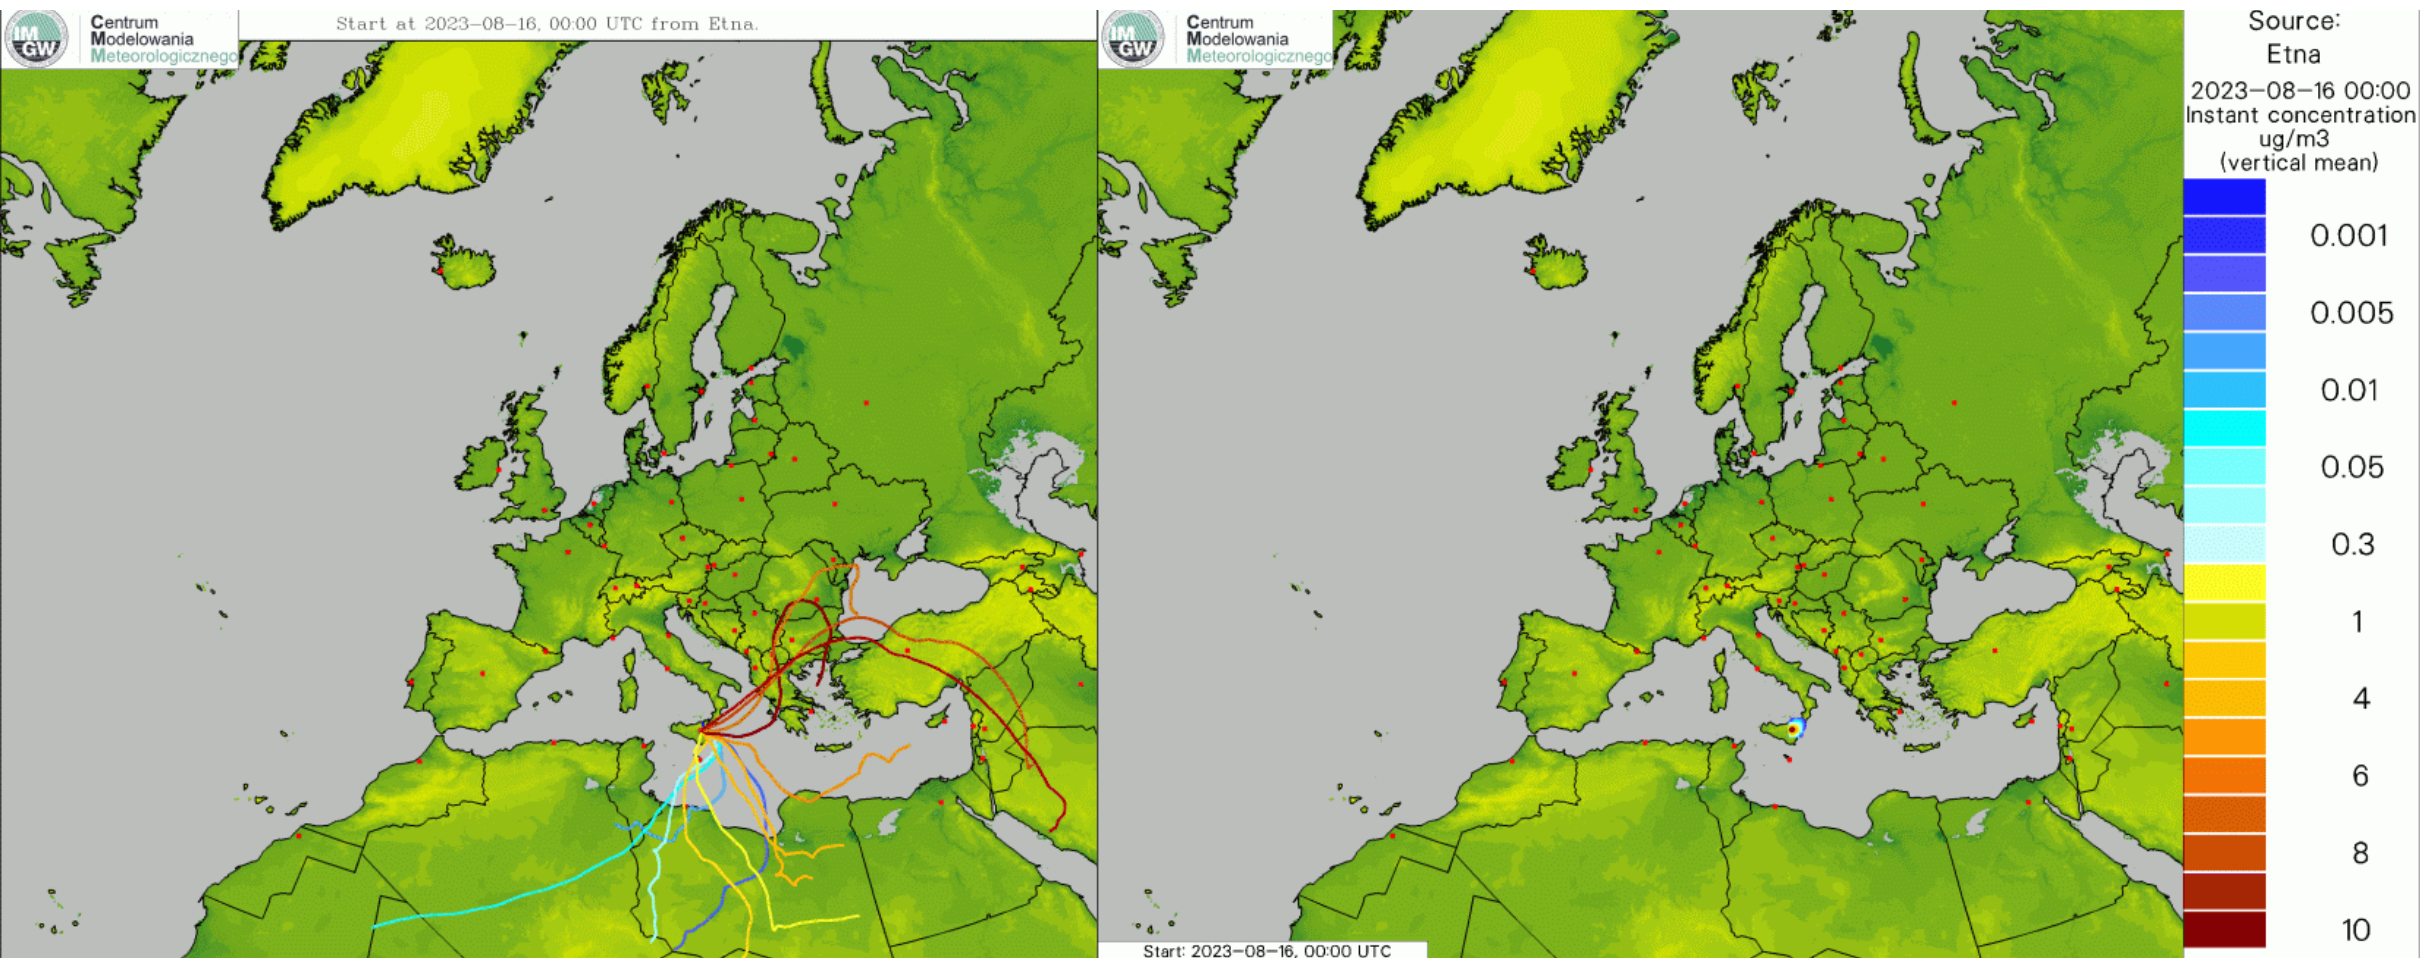 IM
GW
Centrum
Modelowania
Meteorologicznego
Start at 2023-08-16, 00:00 UTC from Etna.
IM
GW
Centrum
Modelowania
Meteorologicznego
Start: 2023-08-16, 00:00 UTC
Source:
Etna
2023-08-16 00:00
Instant concentration
ug/m3
(vertical mean)
0.001
0.005
0.01
0.05
0.3
1
4
6
8
10